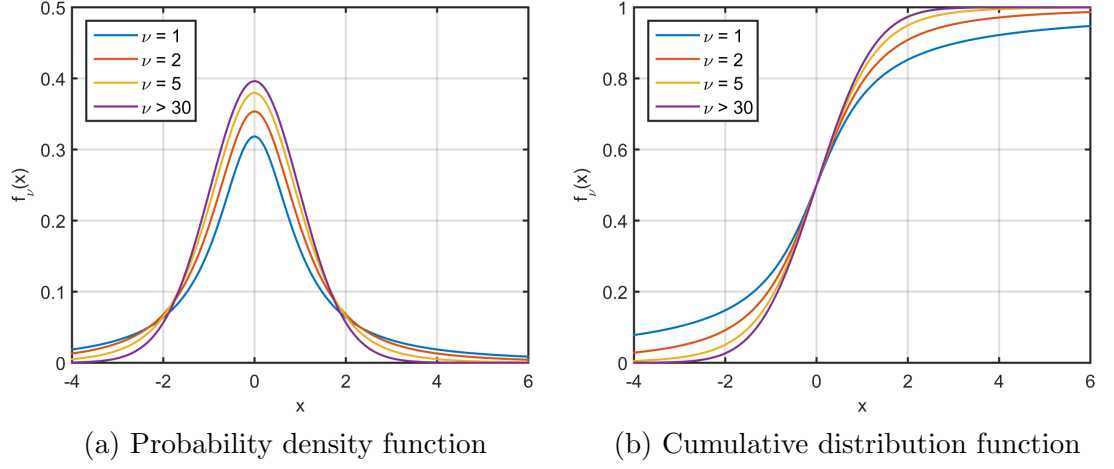 0.5
0.4
0.3
0.2
0.1
0
-4
-2
0
2
4
6
f_ν(x)
x
ν = 1
ν = 2
ν = 5
ν > 30
(a) Probability density function
1
0.8
0.6
0.4
0.2
0
-4
-2
0
2
4
6
f_ν(x)
x
ν = 1
ν = 2
ν = 5
ν > 30
(b) Cumulative distribution function